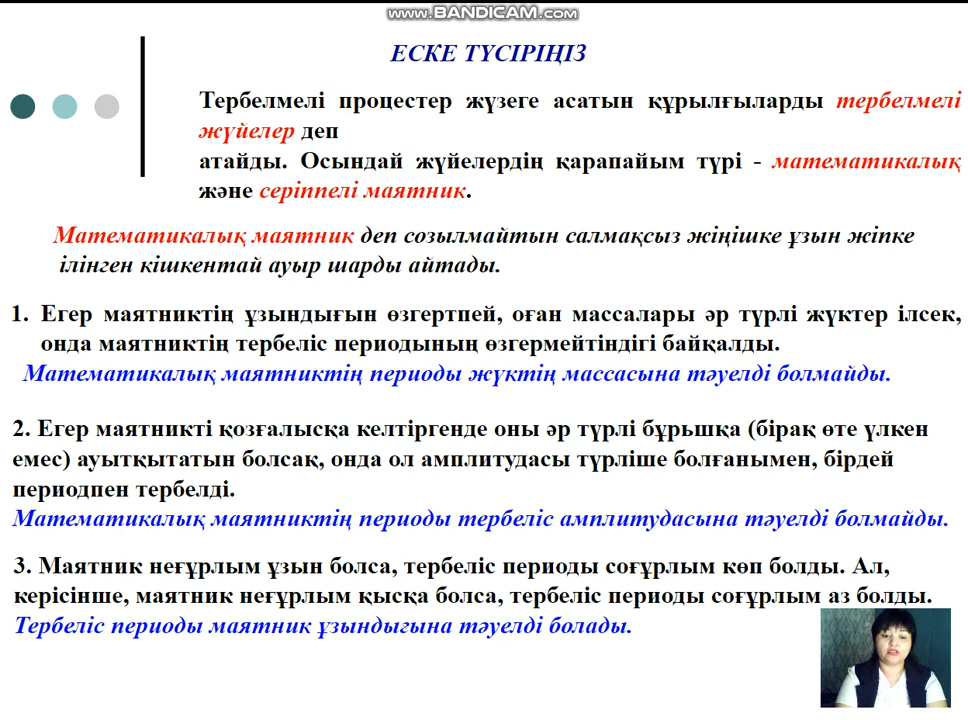 www.BANDICAM.com
ЕСКЕ ТҮСІРІҢІЗ
Тербелмелі процестер жүзеге асатын құрылғыларды тербелмелі
жүйелер деп
атайды. Осындай жүйелердің қарапайым түрі - математикалық
және серіппелі маятник.
Математикалық маятник деп созылмайтын салмақсыз жіңішке ұзын жіпке
ілінген кішкентай ауыр шарды айтады.
1. Егер маятниктің ұзындығын өзгертпей, оған массалары әр түрлі жүктер ілсек,
онда маятниктің тербеліс периодының өзгермейтіндігі байқалды.
Математикалық маятниктің периоды жүктің массасына тәуелді болмайды.
2. Егер маятникті қозғалысқа келтіргенде оны әр түрлі бұрьшқа (бірақ өте үлкен
емес) ауытқытатын болсақ, онда ол амплитудасы түрліше болғанымен, бірдей
периодпен тербелді.
Математикалық маятниктің периоды тербеліс амплитудасына тәуелді болмайды.
3. Маятник неғұрлым ұзын болса, тербеліс периоды соғұрлым көп болды. Ал,
керісінше, маятник неғұрлым қысқа болса, тербеліс периоды соғұрлым аз болды.
Тербеліс периоды маятник ұзындығына тәуелді болады.